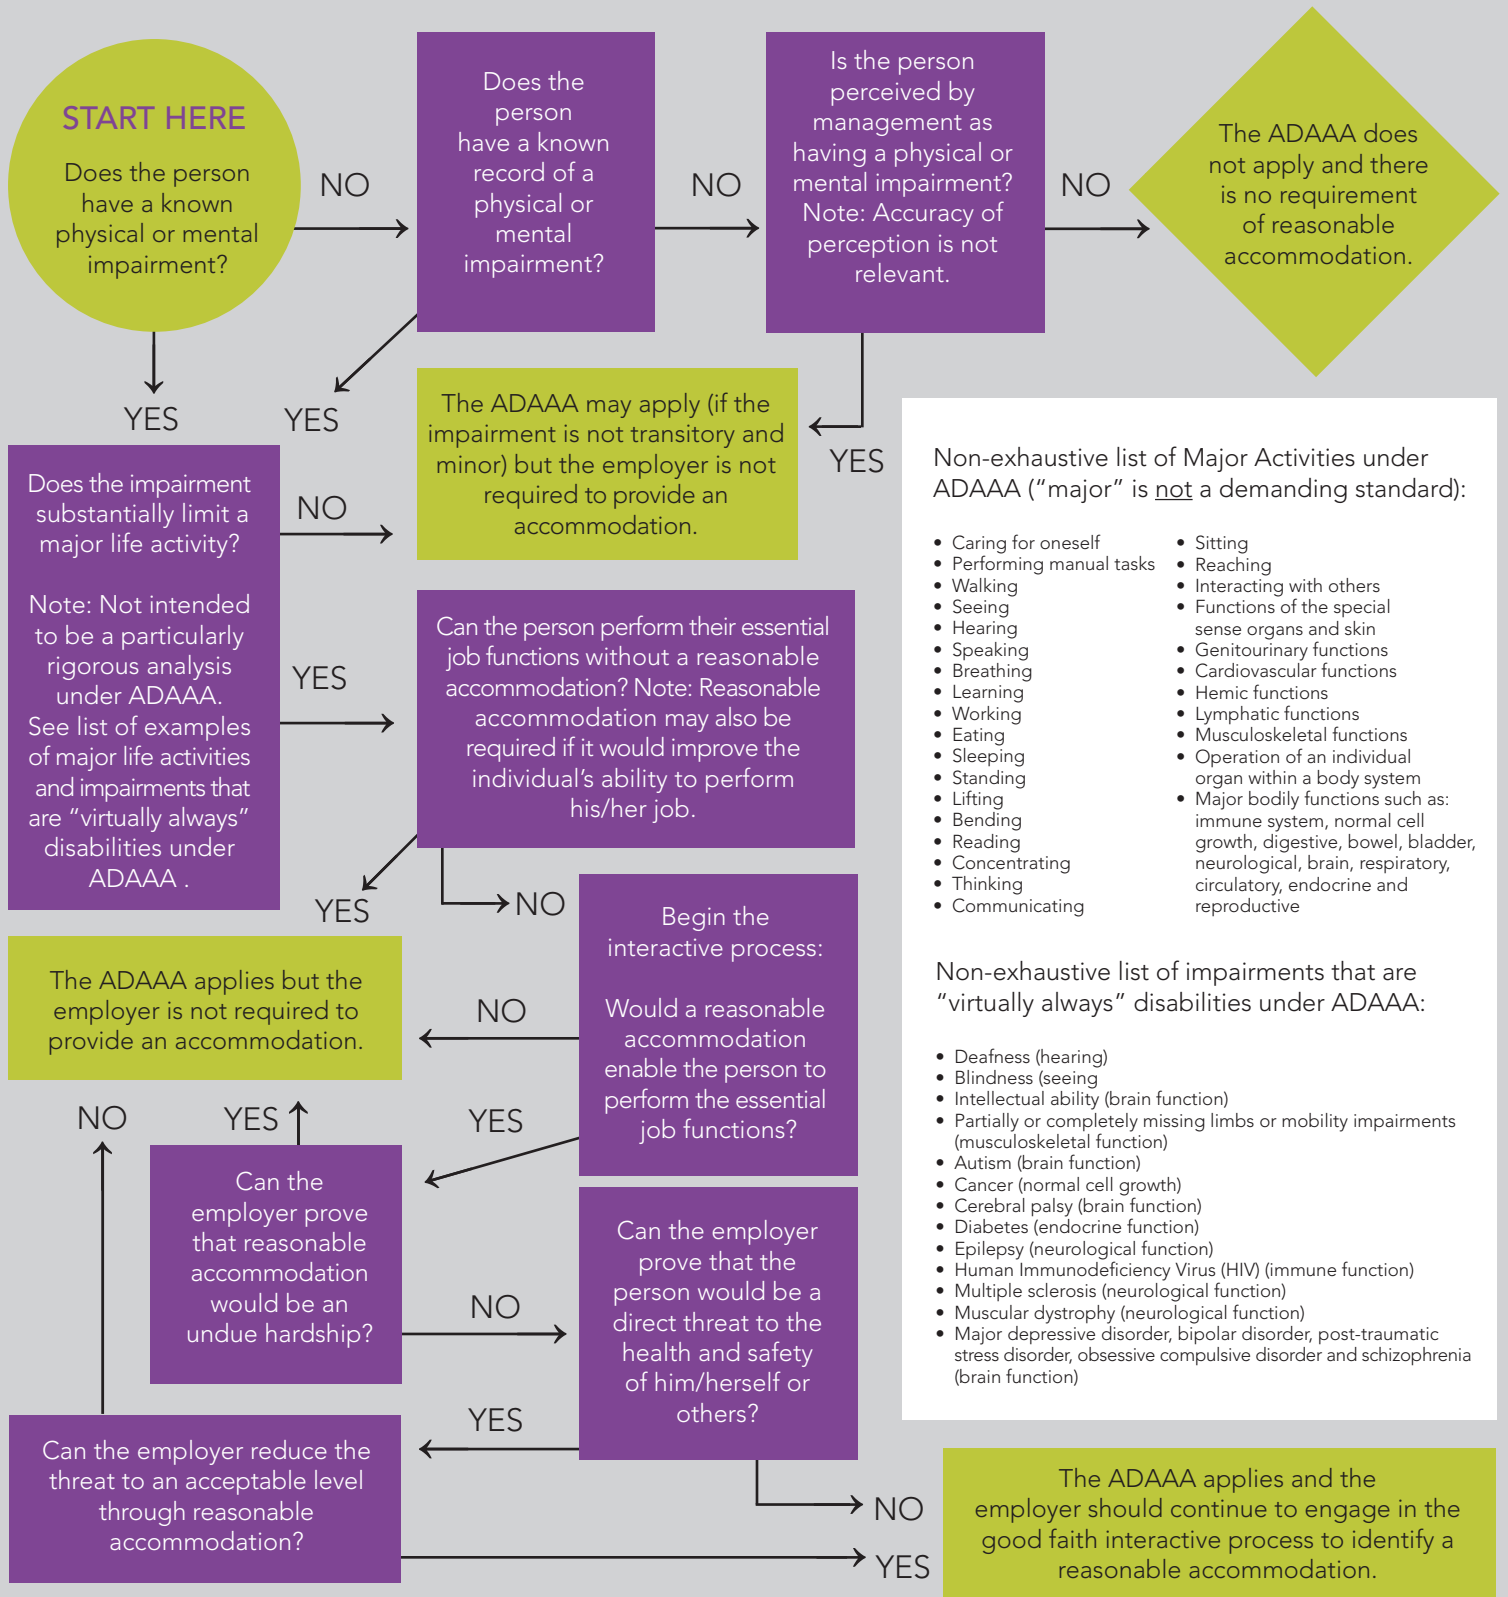 START HERE
Does the person
have a known
physical or mental
impairment?
NO
Does the
person
have a known
record of a
physical or
mental
impairment?
NO
Is the person
perceived by
management as
having a physical or
mental impairment?
Note: Accuracy of
perception is not
relevant.
NO
The ADAAA does
not apply and there
is no requirement
of reasonable
accommodation.
YES
YES
The ADAAA may apply (if the
impairment is not transitory and
minor) but the employer is not
required to provide an
accommodation.
YES
Does the impairment
substantially limit a
major life activity?
Note: Not intended
to be a particularly
rigorous analysis
under ADAAA.
See list of examples
of major life activities
and impairments that
are “virtually always”
disabilities under
ADAAA .
NO
YES
Can the person perform their essential
job functions without a reasonable
accommodation? Note: Reasonable
accommodation may also be
required if it would improve the
individual’s ability to perform
his/her job.
YES
NO
Begin the
interactive process:
Would a reasonable
accommodation
enable the person to
perform the essential
job functions?
NO
YES
The ADAAA applies but the
employer is not required to
provide an accommodation.
NO
YES
Can the
employer prove
that reasonable
accommodation
would be an
undue hardship?
NO
Can the employer
prove that the
person would be a
direct threat to the
health and safety
of him/herself or
others?
YES
Can the employer reduce the
threat to an acceptable level
through reasonable
accommodation?
NO
YES
The ADAAA applies and the
employer should continue to engage in the
good faith interactive process to identify a
reasonable accommodation.
Non-exhaustive list of Major Activities under
ADAAA (“major” is not a demanding standard):
• Caring for oneself
• Performing manual tasks
• Walking
• Seeing
• Hearing
• Speaking
• Breathing
• Learning
• Working
• Eating
• Sleeping
• Standing
• Lifting
• Bending
• Reading
• Concentrating
• Thinking
• Communicating
• Sitting
• Reaching
• Interacting with others
• Functions of the special
sense organs and skin
• Genitourinary functions
• Cardiovascular functions
• Hemic functions
• Lymphatic functions
• Musculoskeletal functions
• Operation of an individual
organ within a body system
• Major bodily functions such as:
immune system, normal cell
growth, digestive, bowel, bladder,
neurological, brain, respiratory,
circulatory, endocrine and
reproductive
Non-exhaustive list of impairments that are
“virtually always” disabilities under ADAAA:
• Deafness (hearing)
• Blindness (seeing
• Intellectual ability (brain function)
• Partially or completely missing limbs or mobility impairments
(musculoskeletal function)
• Autism (brain function)
• Cancer (normal cell growth)
• Cerebral palsy (brain function)
• Diabetes (endocrine function)
• Epilepsy (neurological function)
• Human Immunodeficiency Virus (HIV) (immune function)
• Multiple sclerosis (neurological function)
• Muscular dystrophy (neurological function)
• Major depressive disorder, bipolar disorder, post-traumatic
stress disorder, obsessive compulsive disorder and schizophrenia
(brain function)